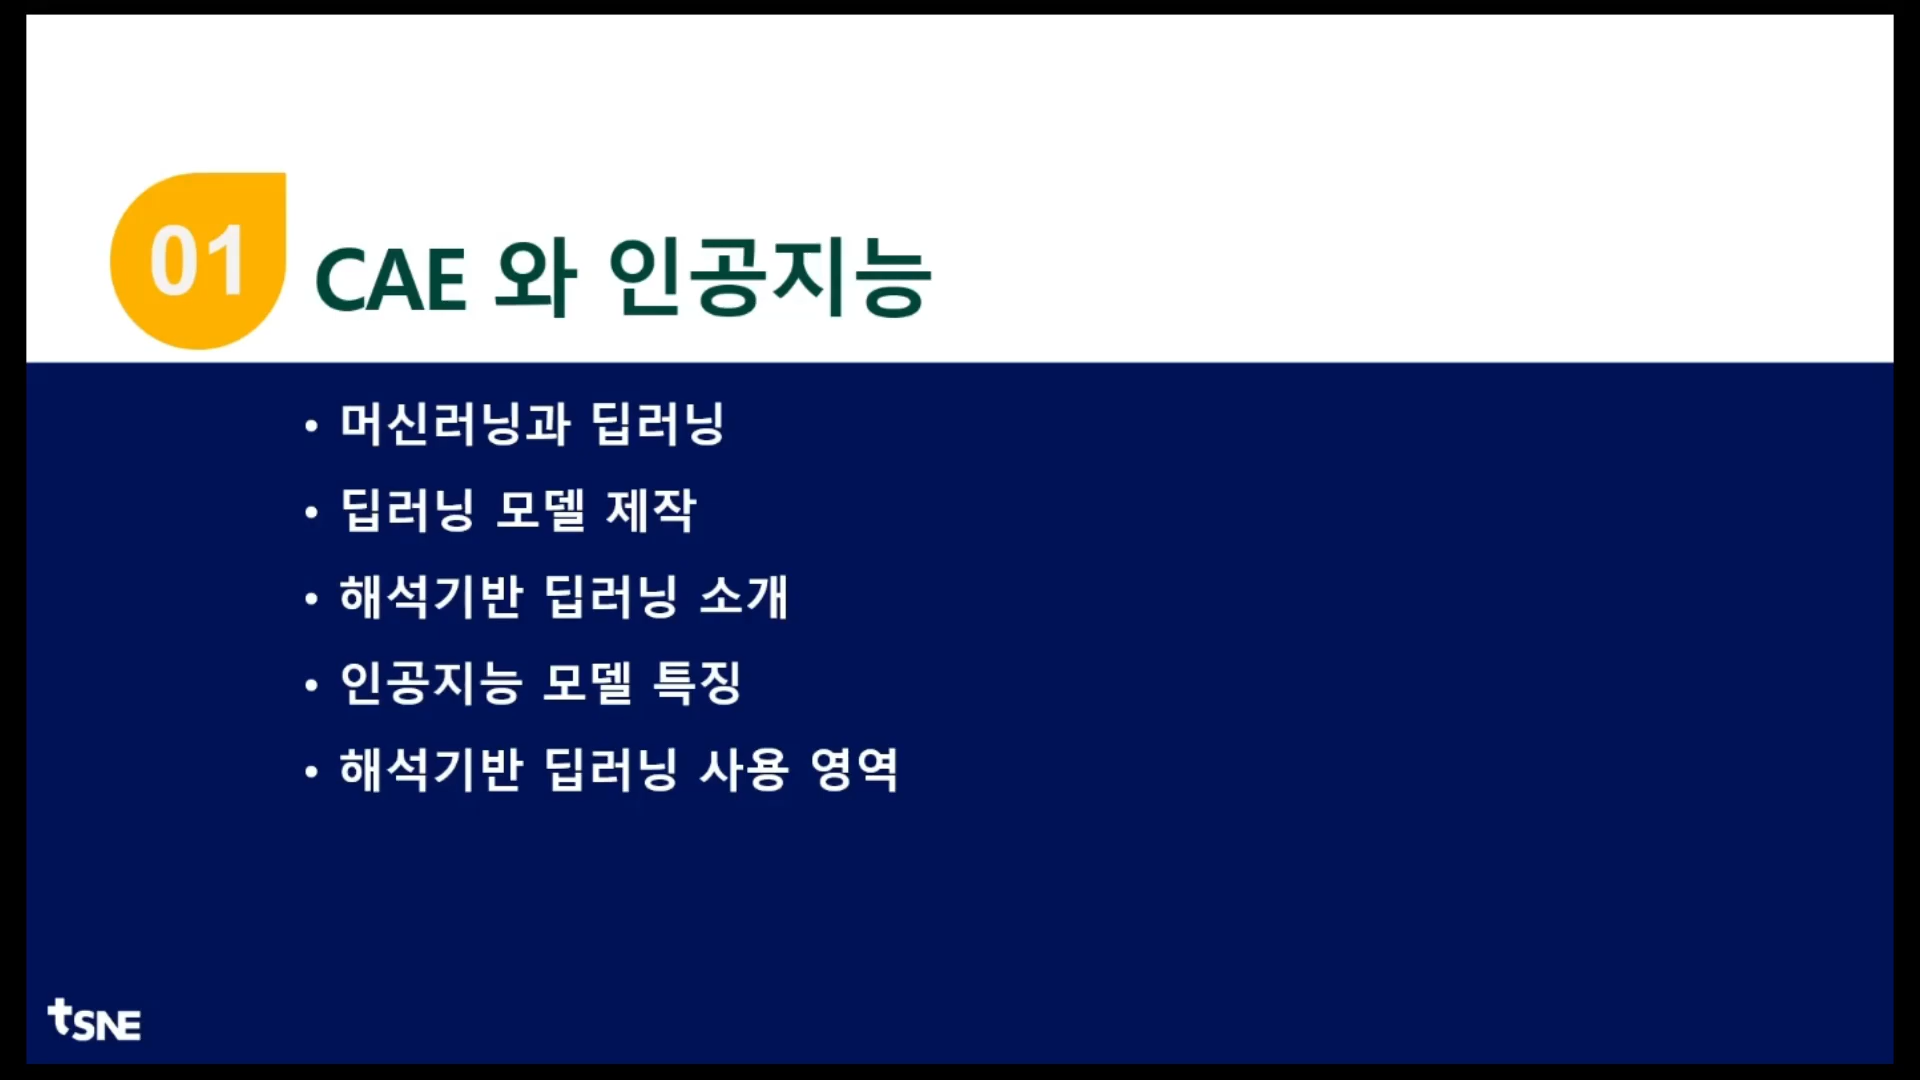 01
CAE 와 인공지능
• 머신러닝과 딥러닝
• 딥러닝 모델 제작
• 해석기반 딥러닝 소개
• 인공지능 모델 특징
• 해석기반 딥러닝 사용 영역
tSNE